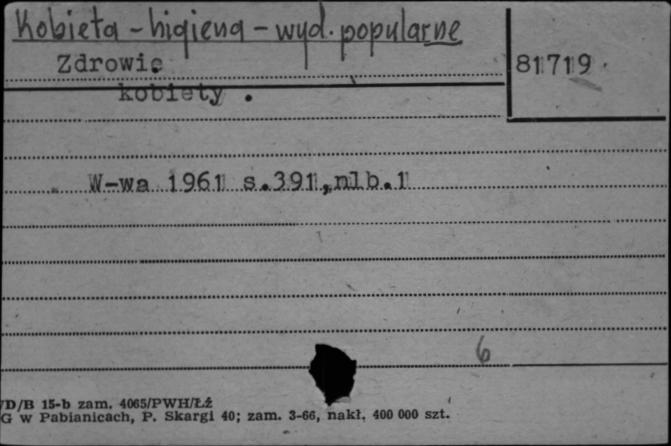 Kobieta - higiena - wyd. popularne
Zdrowie
81719
kobiety.
W-wa 1961 s.391,nlb.1
6
/D/B 15-b zam. 4065/PWH/ŁŻ
G w Pabianicach, P. Skargi 40; zam. 3-66, nakł. 400 000 szt.